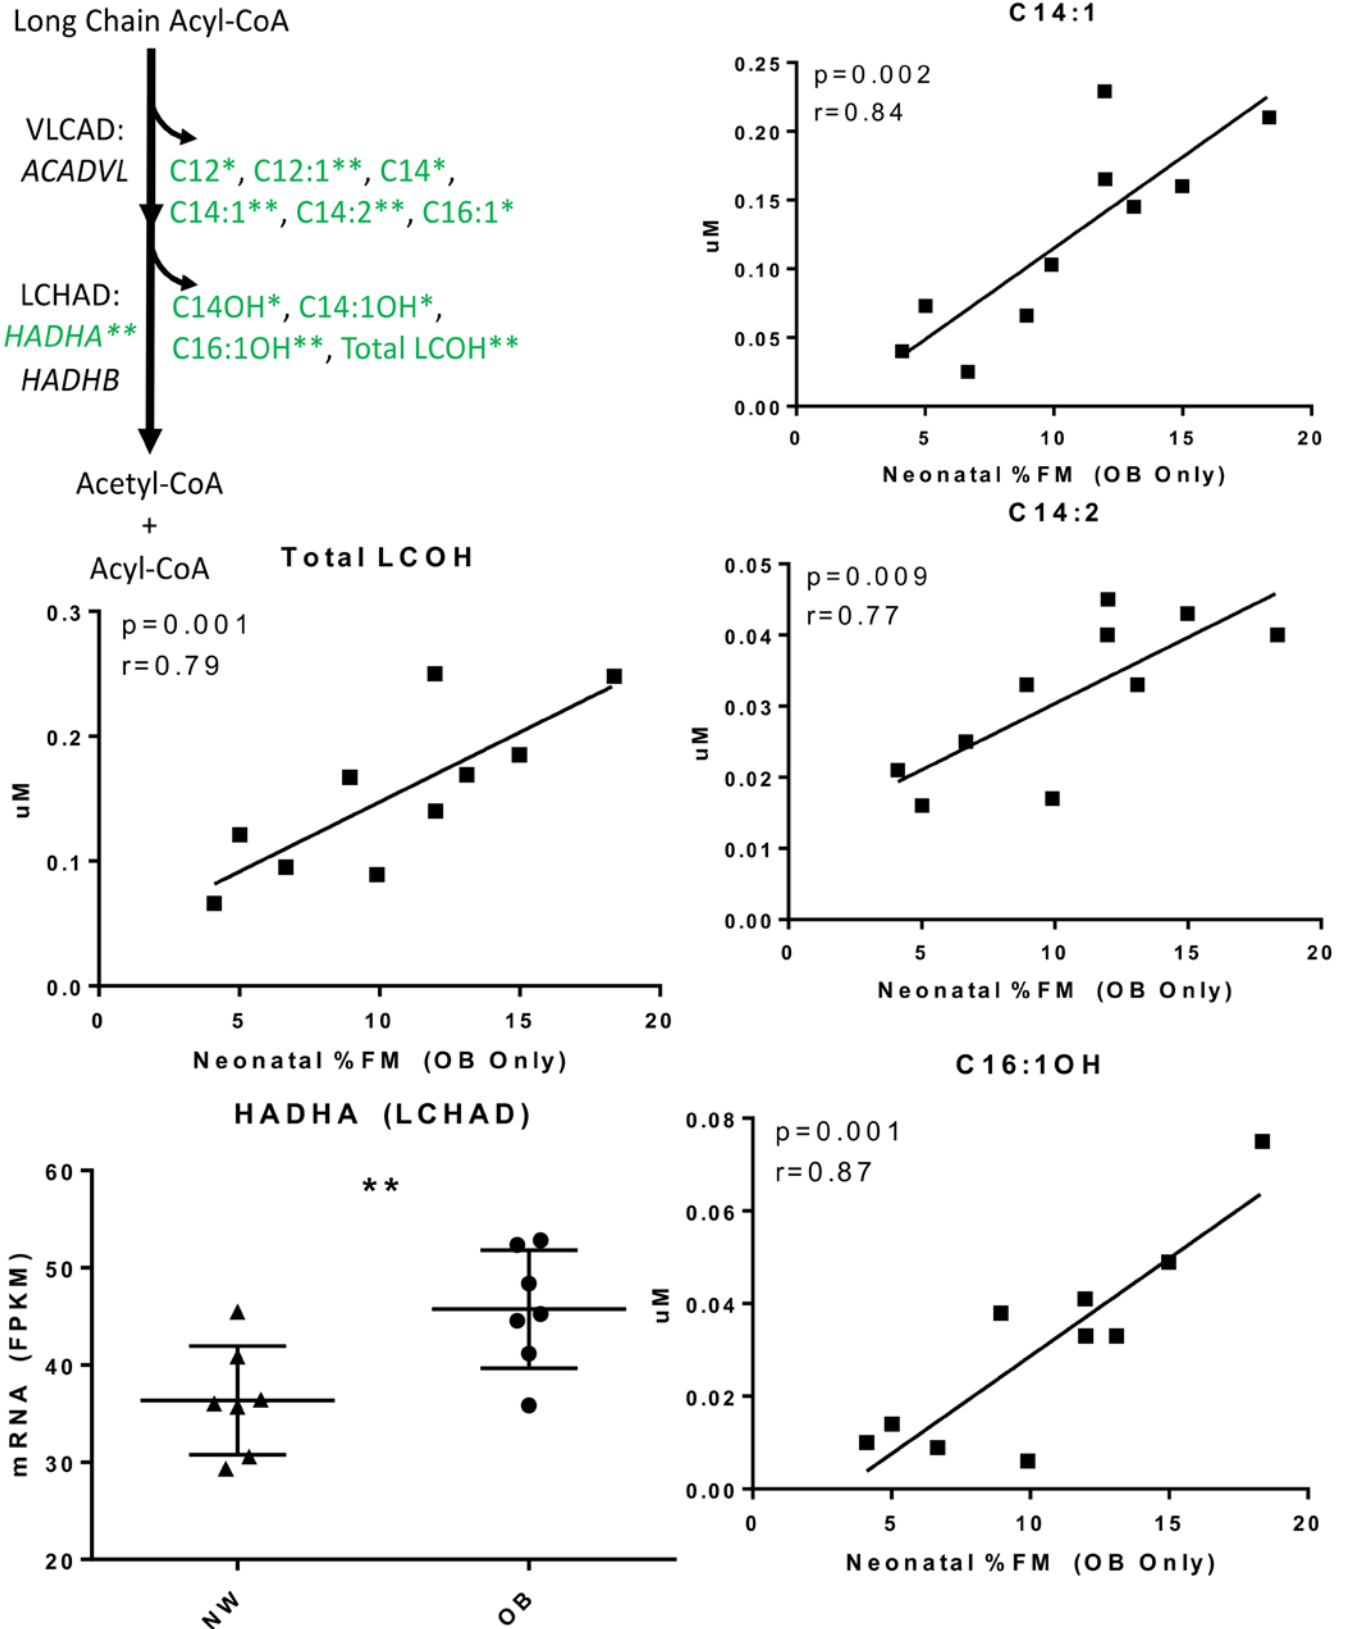 Long Chain Acyl-CoA
VLCAD:
ACADVL
C12*, C12:1**, C14*,
C14:1**, C14:2**, C16:1*
LCHAD:
HADHA**
HADHB
C14OH*, C14:1OH*,
C16:1OH**, Total LCOH**
Acetyl-CoA
+
Acyl-CoA
C14:1
p=0.002
r=0.84
uM
0.25
0.20
0.15
0.10
0.05
0.00
0 5 10 15 20
Neonatal %FM (OB Only)
Total LCOH
p=0.001
r=0.79
uM
0.3
0.2
0.1
0.0
0 5 10 15 20
Neonatal %FM (OB Only)
C14:2
p=0.009
r=0.77
uM
0.05
0.04
0.03
0.02
0.01
0.00
0 5 10 15 20
Neonatal %FM (OB Only)
HADHA (LCHAD)
**
mRNA (FPKM)
60
50
40
30
20
NW
OB
C16:1OH
p=0.001
r=0.87
uM
0.08
0.06
0.04
0.02
0.00
0 5 10 15 20
Neonatal %FM (OB Only)